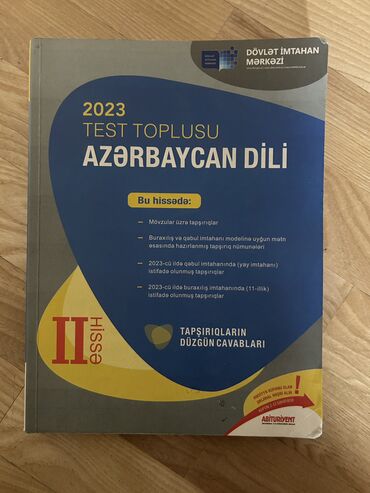 DÖVLƏT İMTAHAN
MƏRKƏZİ
2023
TEST TOPLUSU
AZƏRBAYCAN DİLİ
Bu hissədə:
- Mövzular üzrə tapşırıqlar
- Buraxılış və qəbul imtahanı modelinə uyğun mətn
əsasında hazırlanmış tapşırıq nümunələri
- 2023-cü ildə qəbul imtahanında (yay imtahanı)
istifadə olunmuş tapşırıqlar
- 2023-cü ildə buraxılış imtahanında (11-illik)
istifadə olunmuş tapşırıqlar
II
HİSSƏ
TAPŞIRIQLARIN
DÜZGÜN CAVABLARI
ABİTURİYENT